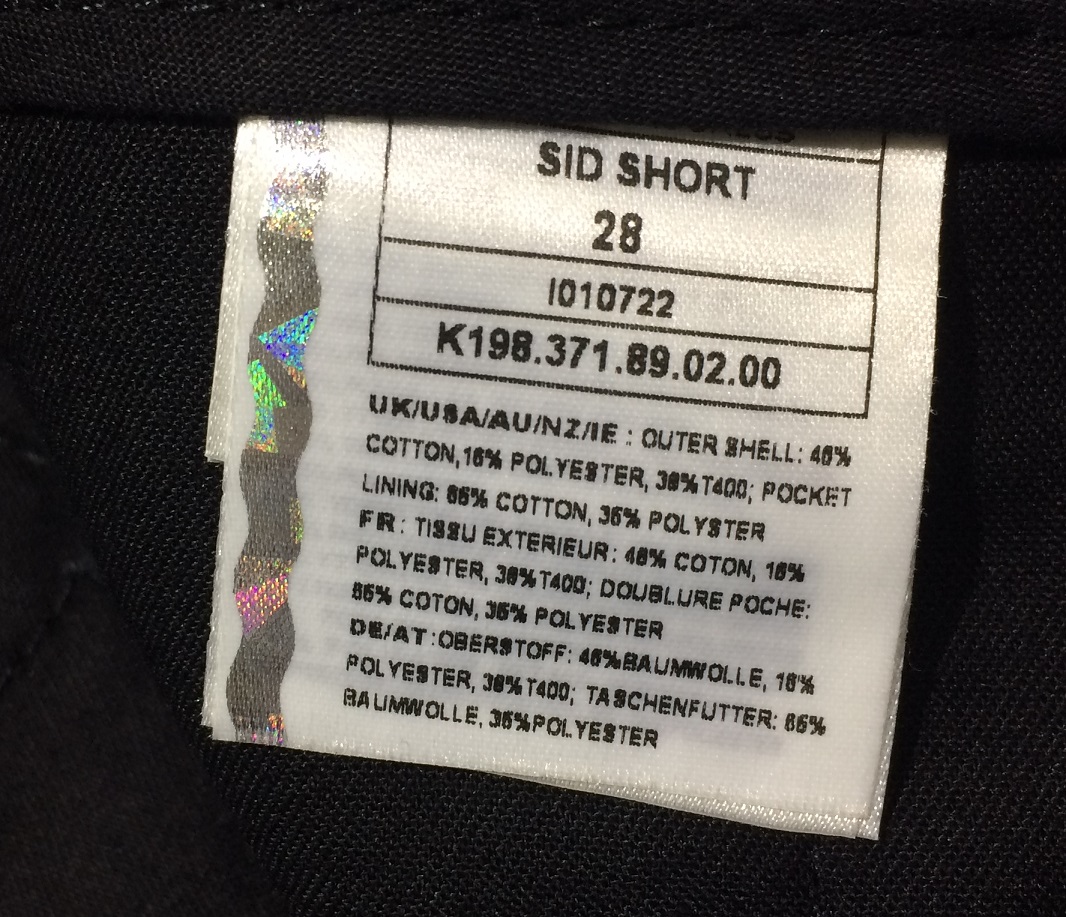 SID SHORT
28
I010722
K198.371.89.02.00
UK/USA/AU/NZ/IE : OUTER SHELL: 46%
COTTON,16% POLYESTER, 38%T400; POCKET
LINING: 65% COTTON, 35% POLYSTER
FR: TISSU EXTERIEUR: 46% COTON, 16%
POLYESTER, 38%T400; DOUBLURE POCHE:
65% COTON, 35% POLYESTER
DE/AT:OBERSTOFF: 46%BAUMWOLLE, 16%
POLYESTER, 38%T400; TASCHENFUTTER: 65%
BAUMWOLLE, 35%POLYESTER